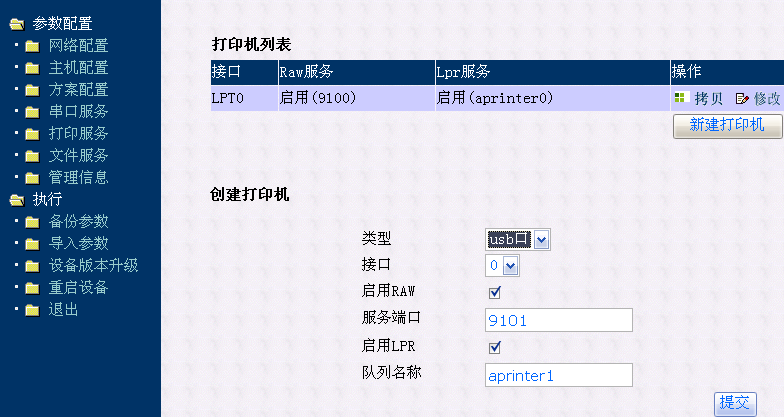 参数配置
网络配置
主机配置
方案配置
串口服务
打印服务
文件服务
管理信息
执行
备份参数
导入参数
设备版本升级
重启设备
退出
打印机列表
接口 Raw服务 Lpr服务 操作
LPT0 启用(9100) 启用(aprinter0) 拷贝 修改
新建打印机
创建打印机
类型 usb口
接口 0
启用RAW
服务端口 9101
启用LPR
队列名称 aprinter1
提交